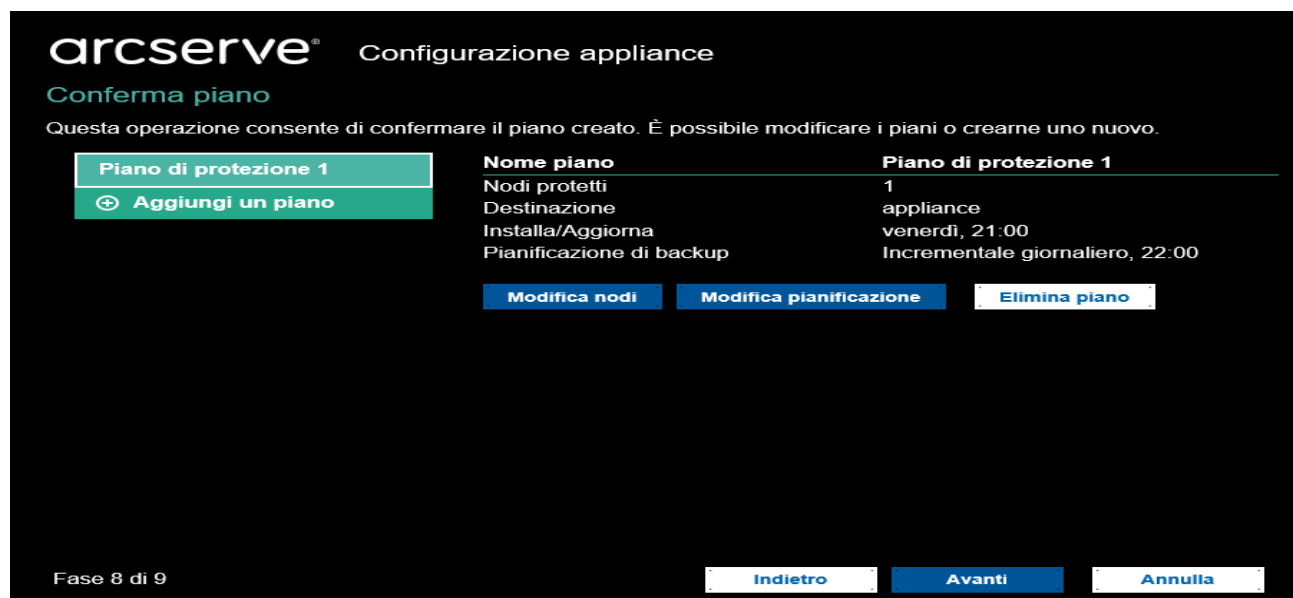 arcserve® Configurazione appliance
Conferma piano
Questa operazione consente di confermare il piano creato. È possibile modificare i piani o crearne uno nuovo.
Piano di protezione 1
Aggiungi un piano
Nome piano Piano di protezione 1
Nodi protetti 1
Destinazione appliance
Installa/Aggiorna venerdì, 21:00
Pianificazione di backup Incrementale giornaliero, 22:00
Modifica nodi Modifica pianificazione Elimina piano
Fase 8 di 9 Indietro Avanti Annulla